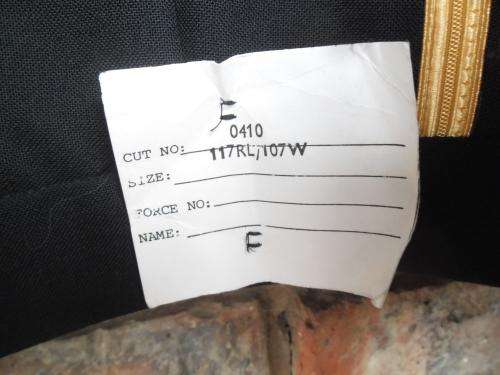 0410
CUT NO: 117RL/107W
SIZE:
FORCE NO:
NAME: